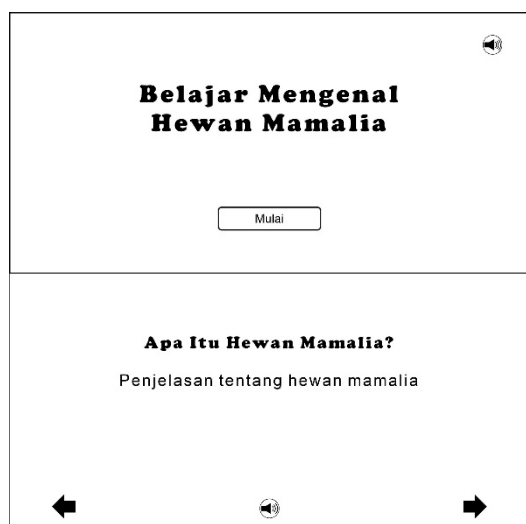 Belajar Mengenal
Hewan Mamalia
Mulai
Apa Itu Hewan Mamalia?
Penjelasan tentang hewan mamalia